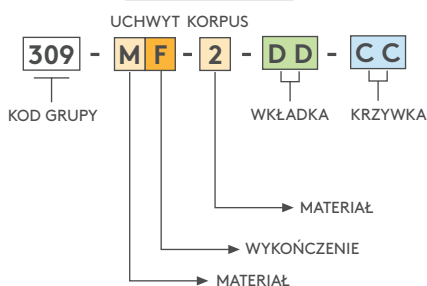 UCHWYT KORPUS
309 - M F - 2 - D D - C C
KOD GRUPY WKŁADKA KRZYWKA
MATERIAŁ
WYKOŃCZENIE
MATERIAŁ